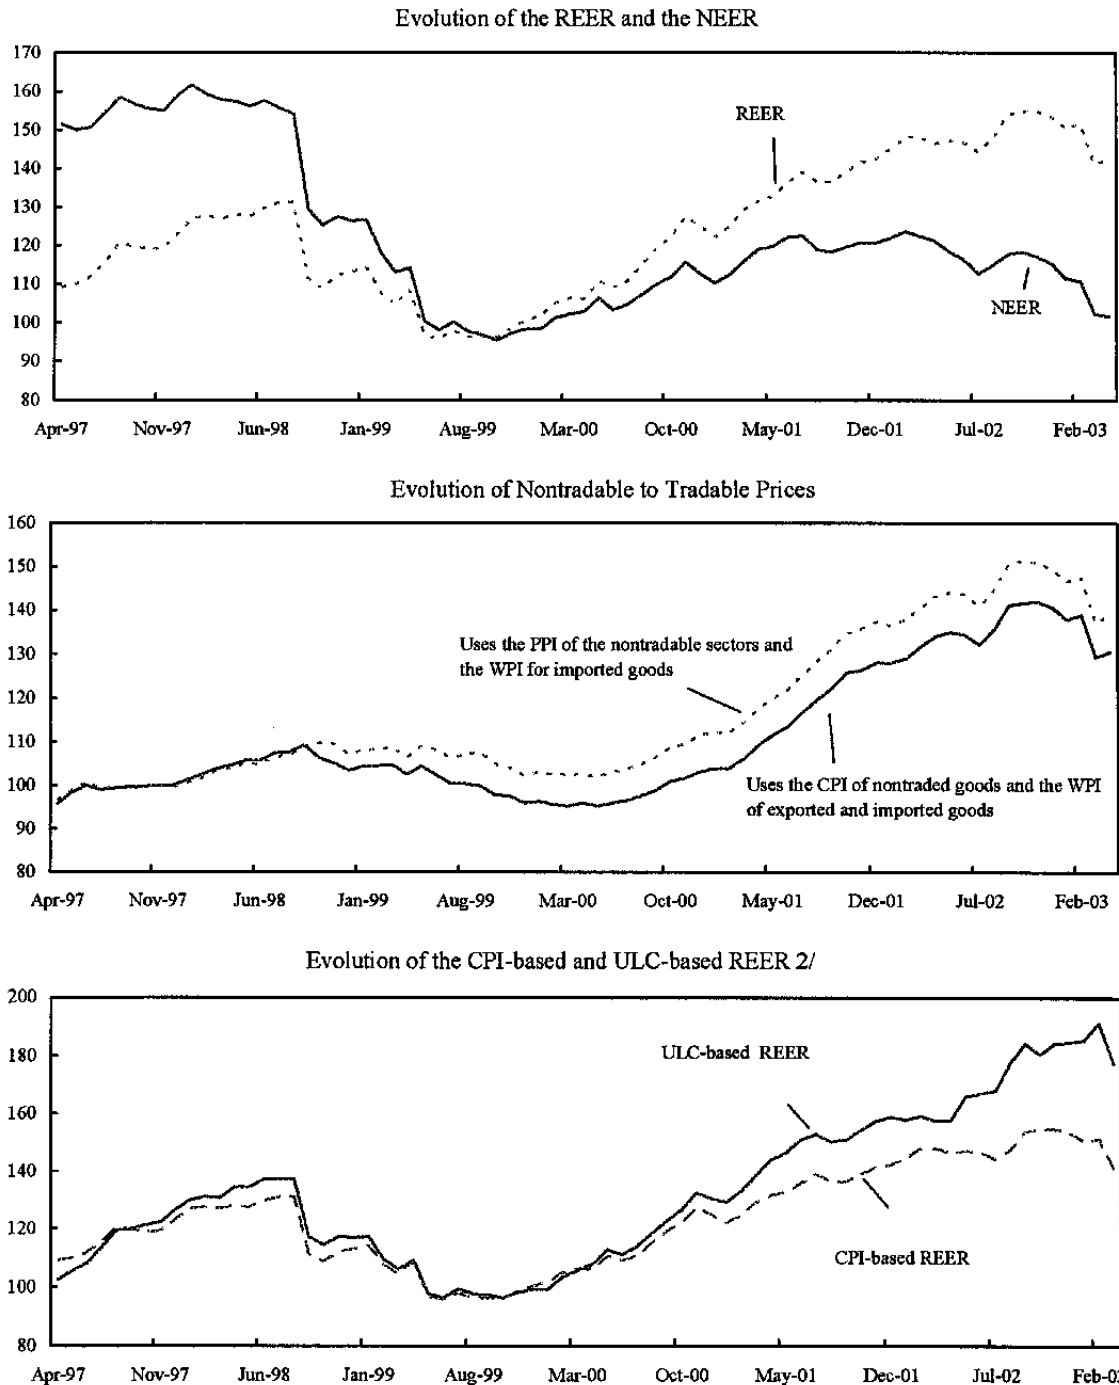 Evolution of the REER and the NEER
170
160
150
140
130
120
110
100
90
80
REER
NEER
Apr-97 Nov-97 Jun-98 Jan-99 Aug-99 Mar-00 Oct-00 May-01 Dec-01 Jul-02 Feb-03
Evolution of Nontradable to Tradable Prices
160
150
140
130
120
110
100
90
80
Uses the PPI of the nontradable sectors and
the WPI for imported goods
Uses the CPI of nontraded goods and the WPI
of exported and imported goods
Apr-97 Nov-97 Jun-98 Jan-99 Aug-99 Mar-00 Oct-00 May-01 Dec-01 Jul-02 Feb-03
Evolution of the CPI-based and ULC-based REER 2/
200
180
160
140
120
100
80
ULC-based REER
CPI-based REER
Apr-97 Nov-97 Jun-98 Jan-99 Aug-99 Mar-00 Oct-00 May-01 Dec-01 Jul-02